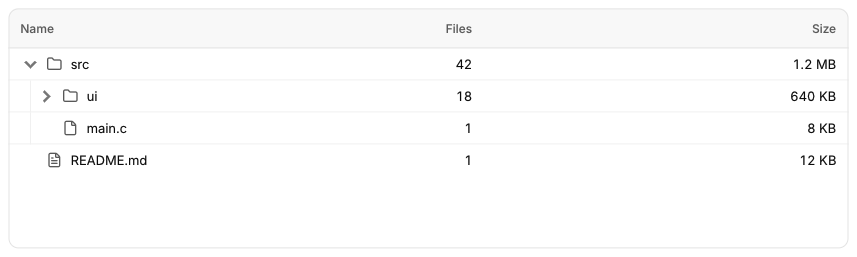 Name Files Size
src 42 1.2 MB
ui 18 640 KB
main.c 1 8 KB
README.md 1 12 KB